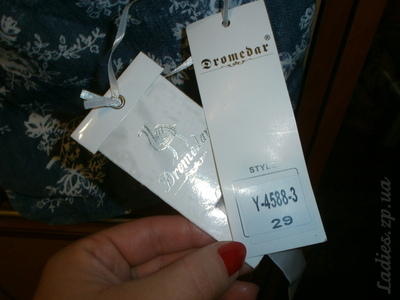 Dromedar®
STYLE
Y-4588-3
29
Dromedar
Ladies.zp.ua